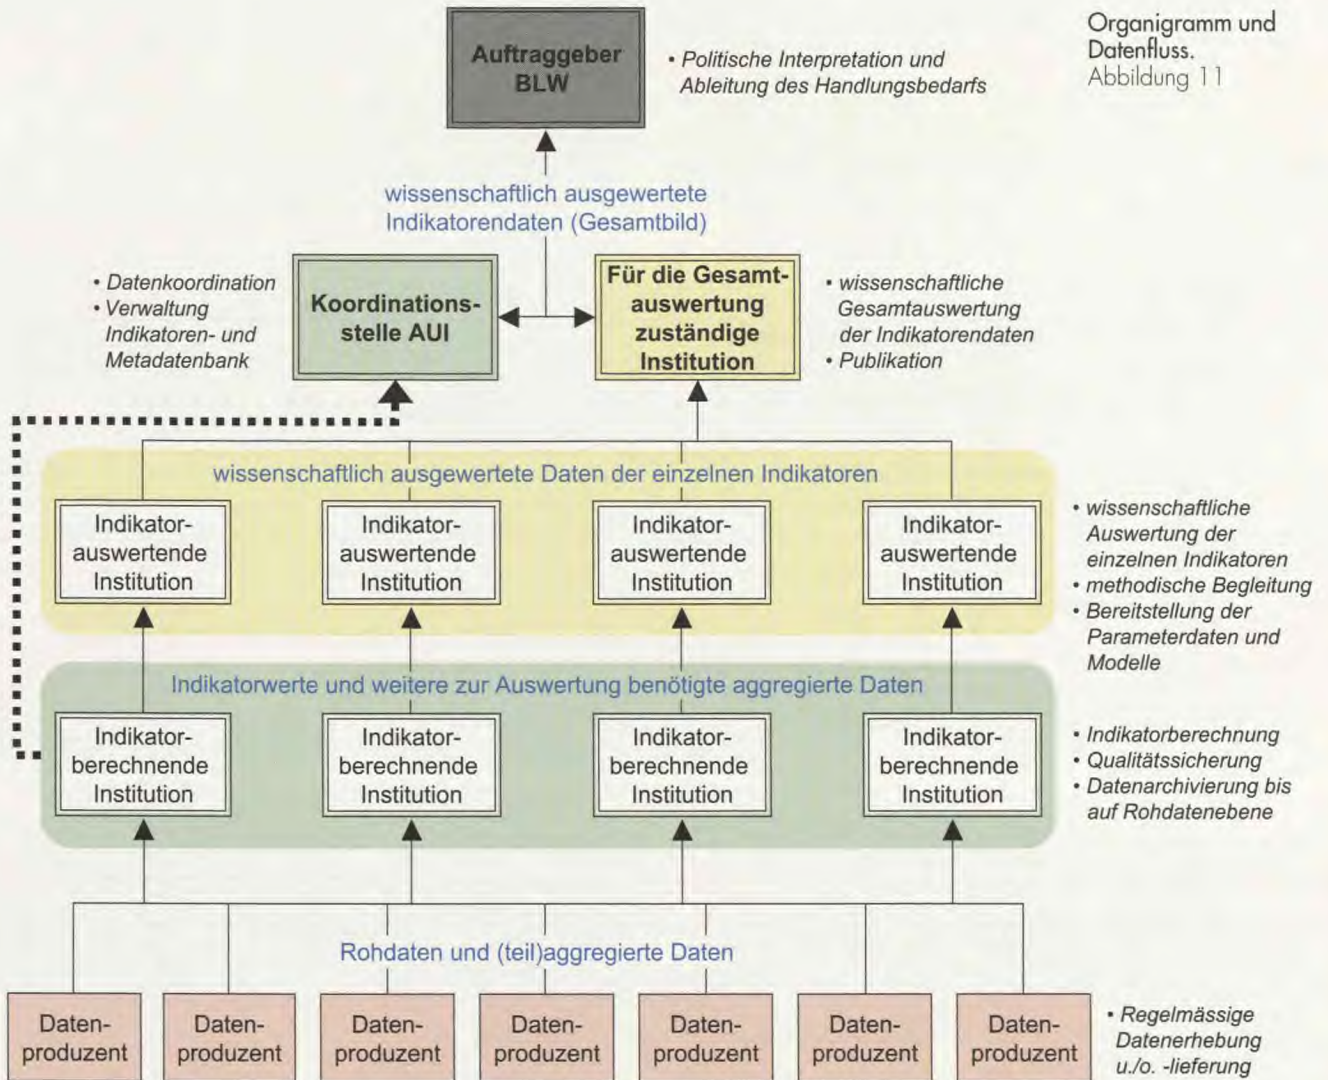 Organigramm und
Datenfluss.
Abbildung 11
Auftraggeber
BLW
• Politische Interpretation und
Ableitung des Handlungsbedarfs
wissenschaftlich ausgewertete
Indikatorendaten (Gesamtbild)
• Datenkoordination
• Verwaltung
Indikatoren- und
Metadatenbank
Koordinations-
stelle AUI
Für die Gesamt-
auswertung
zuständige
Institution
• wissenschaftliche
Gesamtauswertung
der Indikatorendaten
• Publikation
wissenschaftlich ausgewertete Daten der einzelnen Indikatoren
Indikator-
auswertende
Institution
Indikator-
auswertende
Institution
Indikator-
auswertende
Institution
Indikator-
auswertende
Institution
• wissenschaftliche
Auswertung der
einzelnen Indikatoren
• methodische Begleitung
• Bereitstellung der
Parameterdaten und
Modelle
Indikatorwerte und weitere zur Auswertung benötigte aggregierte Daten
Indikator-
berechnende
Institution
Indikator-
berechnende
Institution
Indikator-
berechnende
Institution
Indikator-
berechnende
Institution
• Indikatorberechnung
• Qualitätssicherung
• Datenarchivierung bis
auf Rohdatenebene
Rohdaten und (teil)aggregierte Daten
Daten-
produzent
Daten-
produzent
Daten-
produzent
Daten-
produzent
Daten-
produzent
Daten-
produzent
Daten-
produzent
• Regelmässige
Datenerhebung
u./o. -lieferung